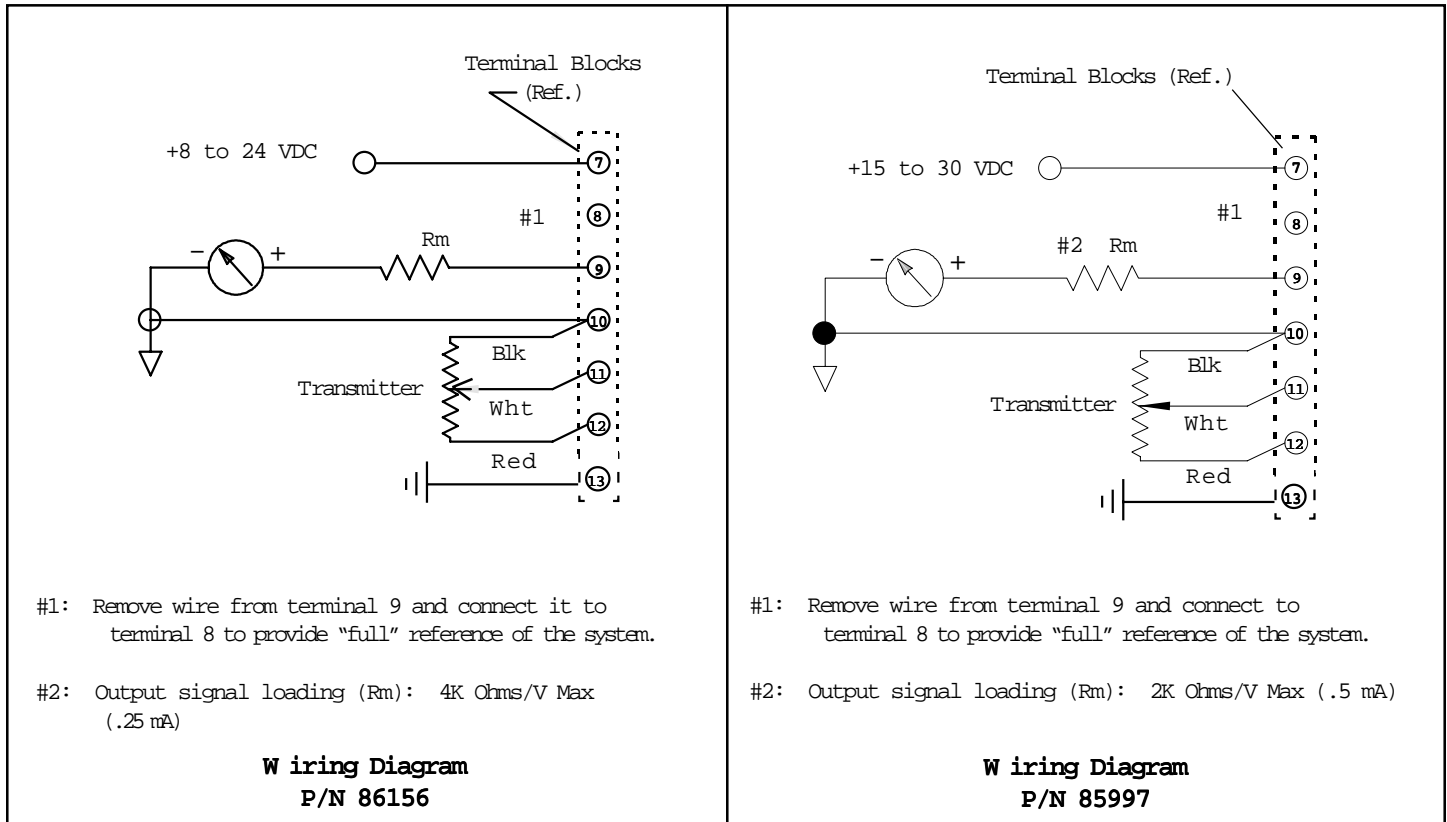 Terminal Blocks
(Ref.)
+8 to 24 VDC
7
#1
8
Rm
-
+
9
10
Blk
11
Transmitter
Wht
12
Red
13
#1: Remove wire from terminal 9 and connect it to
terminal 8 to provide “full” reference of the system.
#2: Output signal loading (Rm): 4K Ohms/V Max
(.25 mA)
W iring Diagram
P/N 86156
Terminal Blocks (Ref.)
+15 to 30 VDC
7
#1
8
#2 Rm
-
+
9
10
Blk
11
Transmitter
Wht
12
Red
13
#1: Remove wire from terminal 9 and connect to
terminal 8 to provide “full” reference of the system.
#2: Output signal loading (Rm): 2K Ohms/V Max (.5 mA)
W iring Diagram
P/N 85997